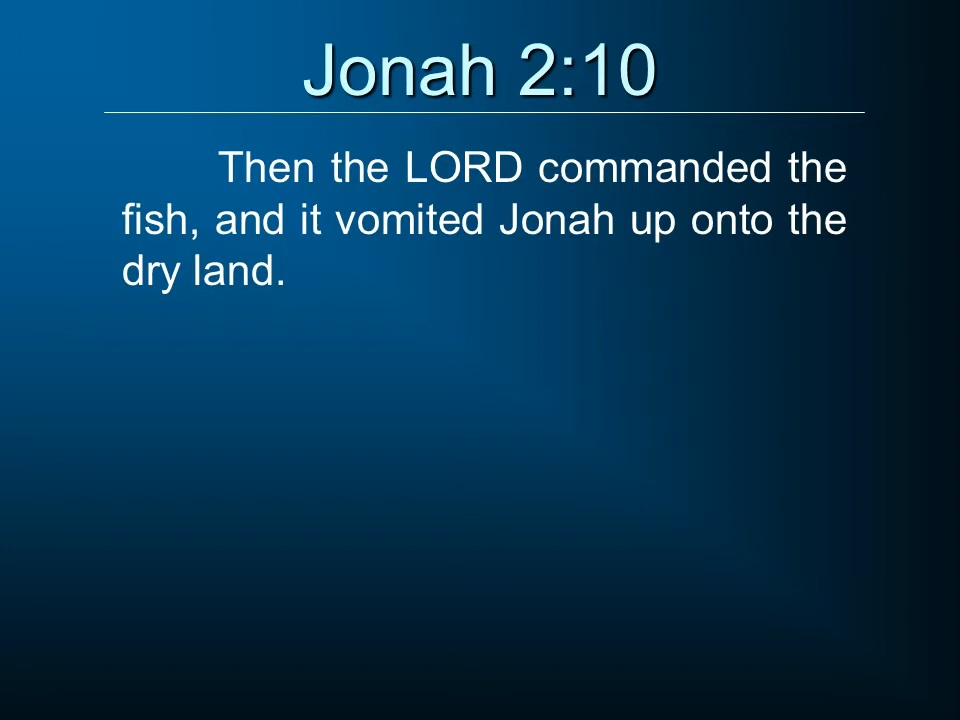 Jonah 2:10
Then the LORD commanded the
fish, and it vomited Jonah up onto the
dry land.